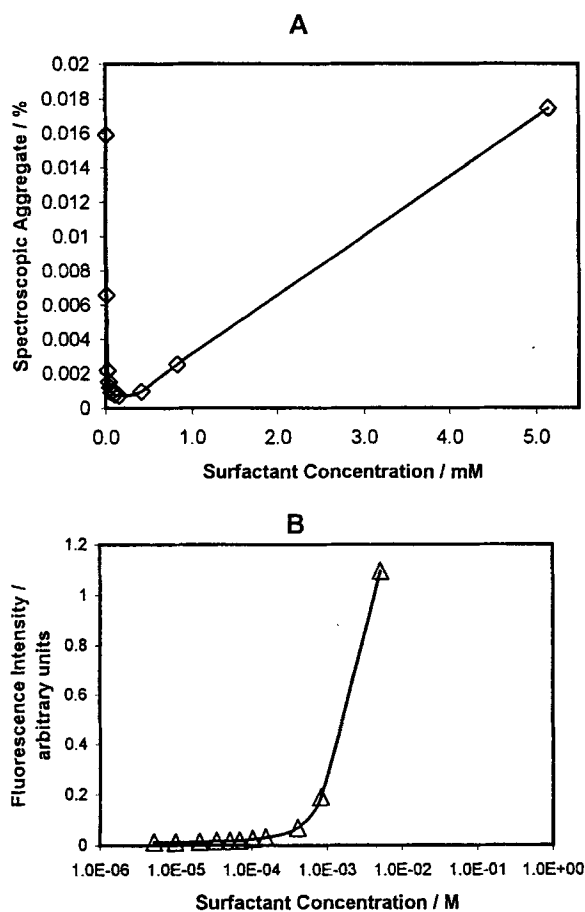 A
Spectroscopic Aggregate / %
0.02
0.018
0.016
0.014
0.012
0.01
0.008
0.006
0.004
0.002
0
0.0 1.0 2.0 3.0 4.0 5.0
Surfactant Concentration / mM
B
Fluorescence Intensity /
arbitrary units
1.2
1
0.8
0.6
0.4
0.2
0
1.0E-06 1.0E-05 1.0E-04 1.0E-03 1.0E-02 1.0E-01 1.0E+00
Surfactant Concentration / M